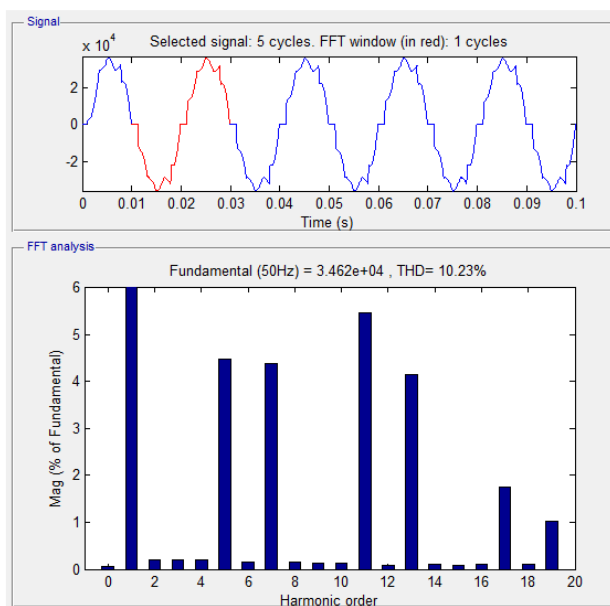 Signal
x 10^4
Selected signal: 5 cycles. FFT window (in red): 1 cycles
2
0
-2
0 0.01 0.02 0.03 0.04 0.05 0.06 0.07 0.08 0.09 0.1
Time (s)
FFT analysis
Fundamental (50Hz) = 3.462e+04 , THD= 10.23%
6
5
4
3
2
1
0
Mag (% of Fundamental)
0 2 4 6 8 10 12 14 16 18 20
Harmonic order